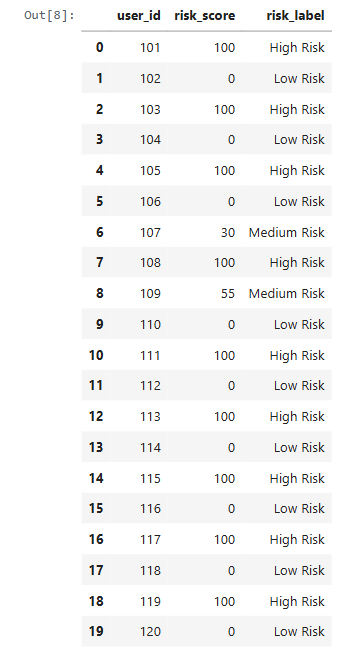 Out[8]: user_id risk_score risk_label
0 101 100 High Risk
1 102 0 Low Risk
2 103 100 High Risk
3 104 0 Low Risk
4 105 100 High Risk
5 106 0 Low Risk
6 107 30 Medium Risk
7 108 100 High Risk
8 109 55 Medium Risk
9 110 0 Low Risk
10 111 100 High Risk
11 112 0 Low Risk
12 113 100 High Risk
13 114 0 Low Risk
14 115 100 High Risk
15 116 0 Low Risk
16 117 100 High Risk
17 118 0 Low Risk
18 119 100 High Risk
19 120 0 Low Risk